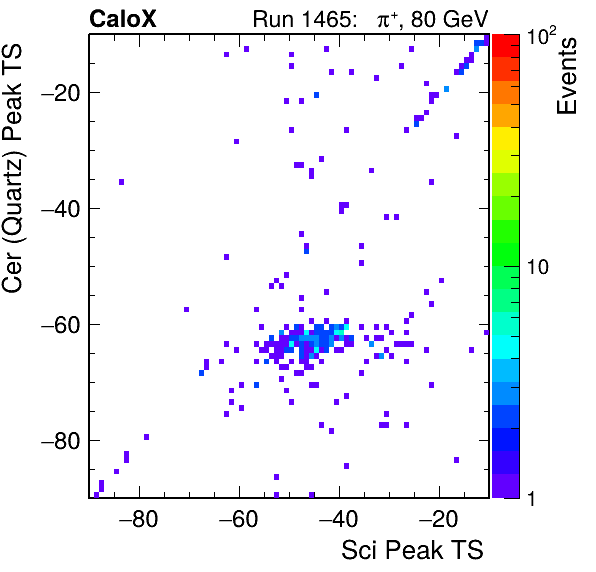 CaloX Run 1465: π⁺, 80 GeV
Cer (Quartz) Peak TS
−20
−40
−60
−80
−80 −60 −40 −20
Sci Peak TS
10²
10
1
Events